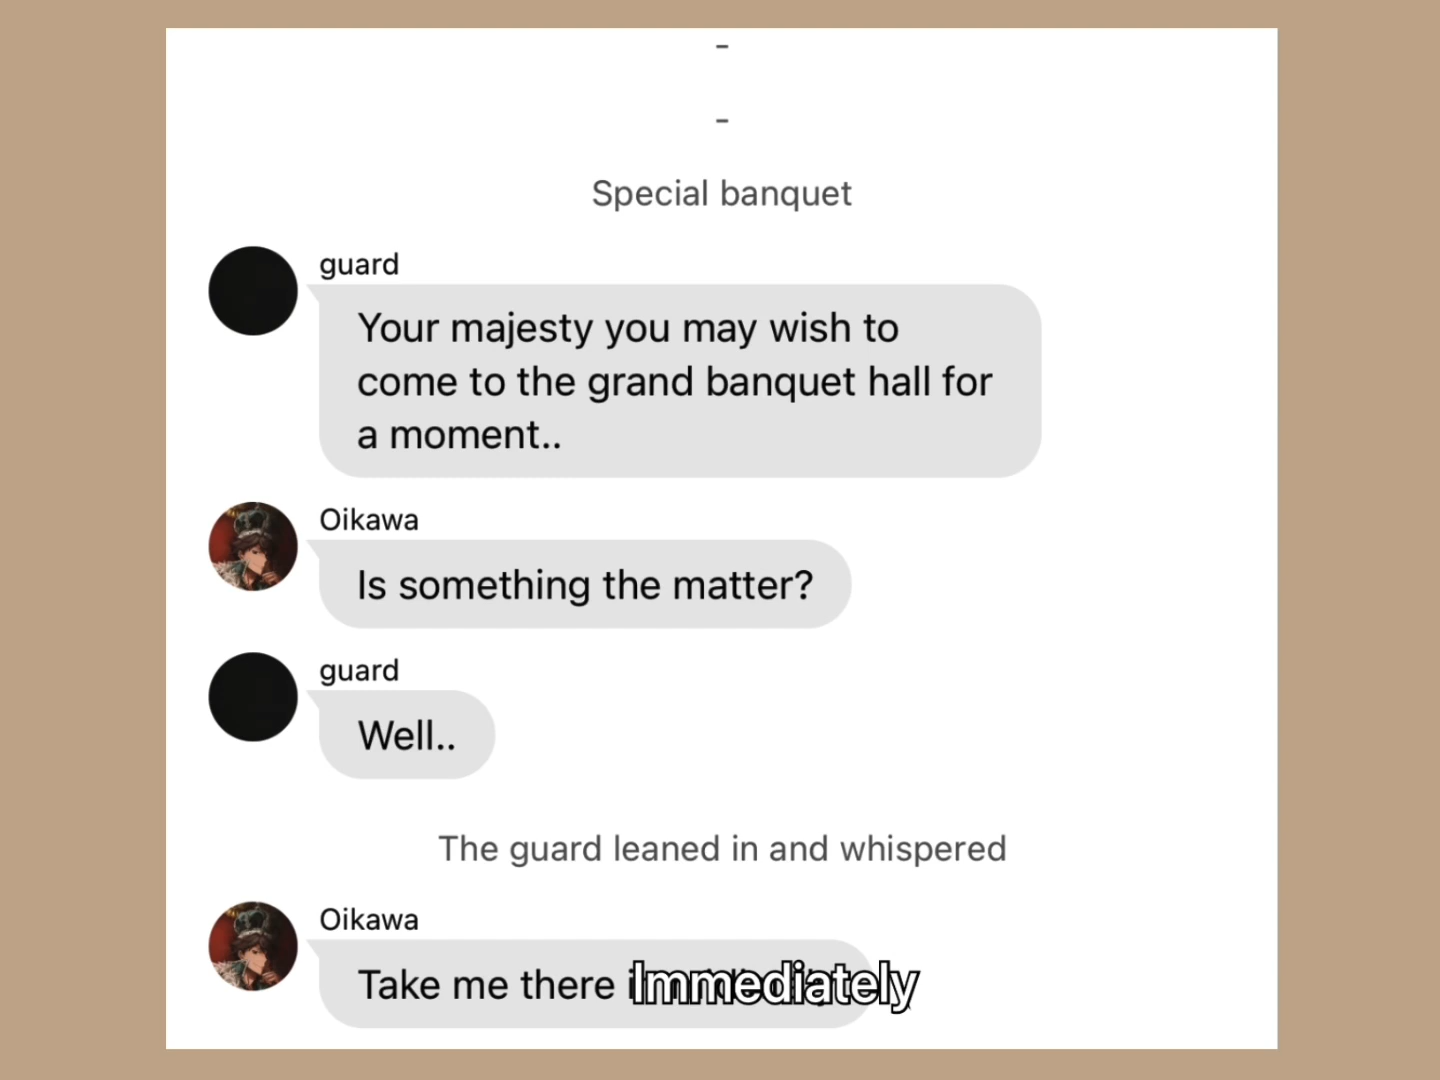 -
-
Special banquet
guard
Your majesty you may wish to
come to the grand banquet hall for
a moment..
Oikawa
Is something the matter?
guard
Well..
The guard leaned in and whispered
Oikawa
Take me there
Immediately